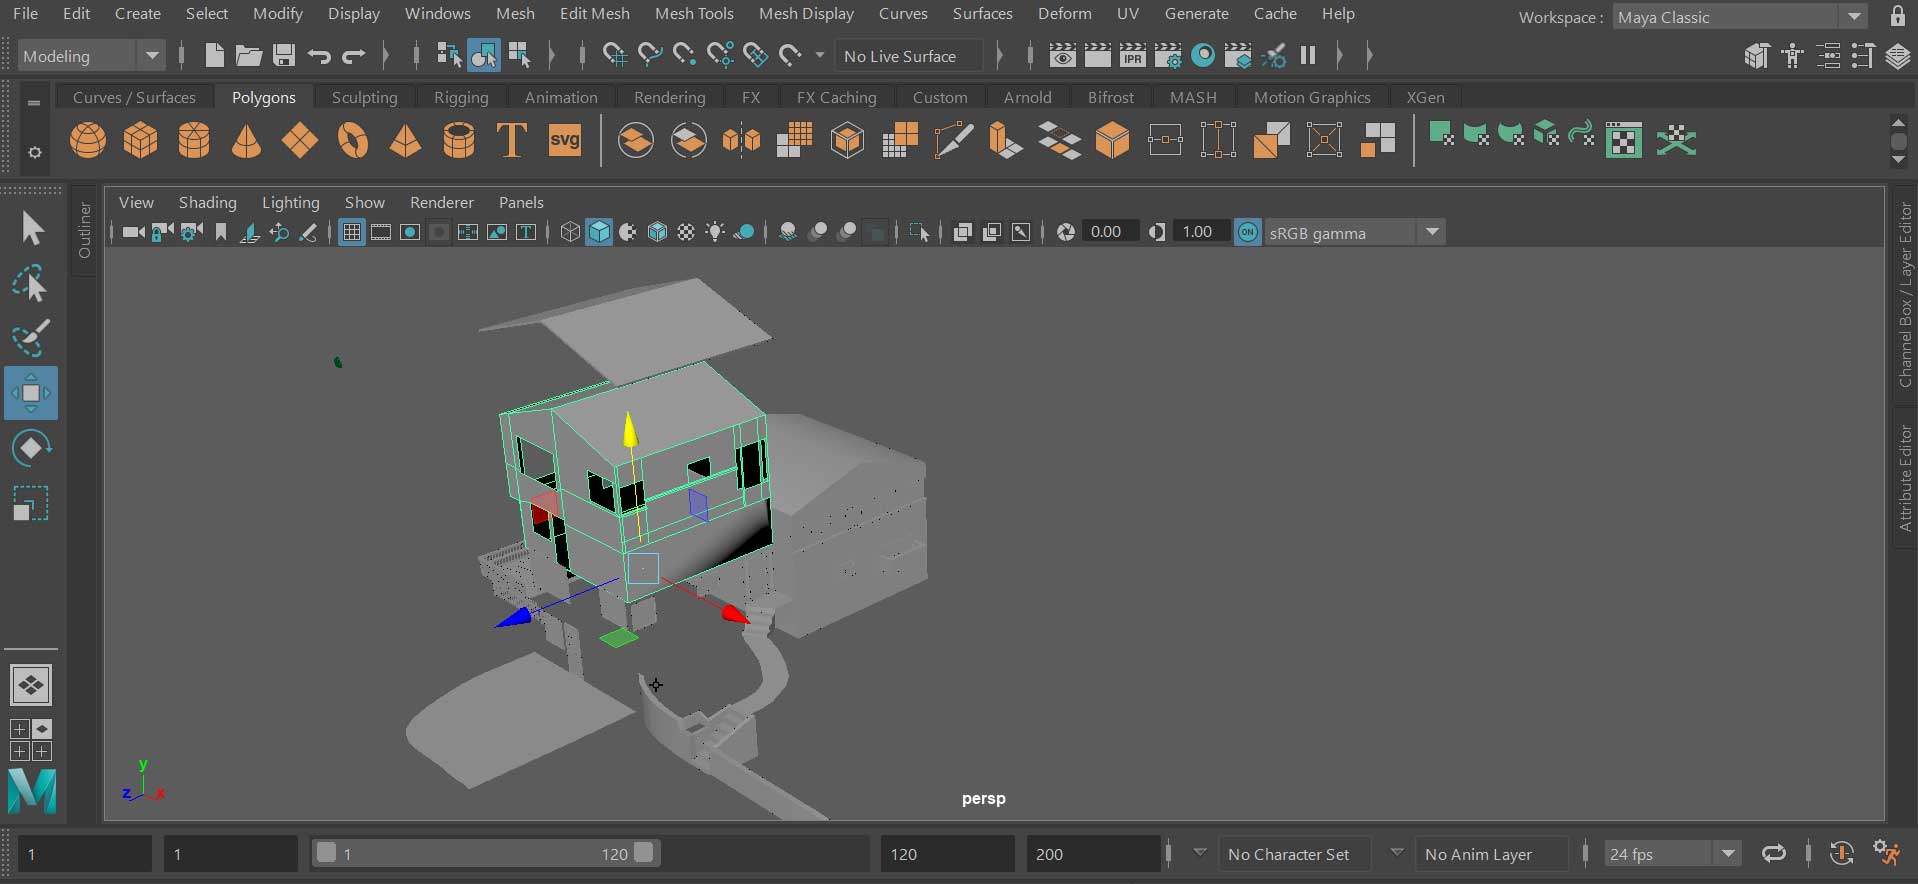 File Edit Create Select Modify Display Windows Mesh Edit Mesh Mesh Tools Mesh Display Curves Surfaces Deform UV Generate Cache Help Workspace : Maya Classic
Modeling No Live Surface IPR
Curves / Surfaces Polygons Sculpting Rigging Animation Rendering FX FX Caching Custom Arnold Bifrost MASH Motion Graphics XGen
T svg
View Shading Lighting Show Renderer Panels
T 0.00 1.00 ON sRGB gamma
Outliner
Channel Box / Layer Editor
Attribute Editor
y
z x
persp
M
1 1 1 120 120 200 No Character Set No Anim Layer 24 fps